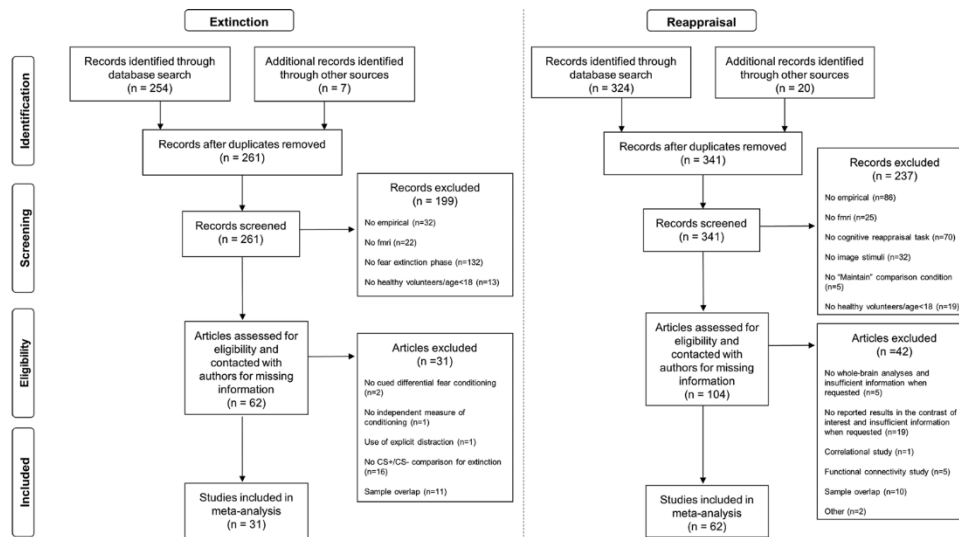 Extinction
Records identified through
database search
(n = 254)
Additional records identified
through other sources
(n = 7)
Records after duplicates removed
(n = 261)
Records screened
(n = 261)
Records excluded
(n = 199)
No empirical (n=32)
No fmri (n=22)
No fear extinction phase (n=132)
No healthy volunteers/age<18 (n=13)
Articles assessed for
eligibility and
contacted with
authors for missing
information
(n = 62)
Articles excluded
(n =31)
No cued differential fear conditioning
(n=2)
No independent measure of
conditioning (n=1)
Use of explicit distraction (n=1)
No CS+/CS- comparison for extinction
(n=16)
Sample overlap (n=11)
Studies included in
meta-analysis
(n = 31)
Reappraisal
Records identified through
database search
(n = 324)
Additional records identified
through other sources
(n = 20)
Records after duplicates removed
(n = 341)
Records screened
(n = 341)
Records excluded
(n = 237)
No empirical (n=86)
No fmri (n=25)
No cognitive reappraisal task (n=70)
No image stimuli (n=32)
No "Maintain" comparison condition
(n=5)
No healthy volunteers/age<18 (n=19)
Articles assessed for
eligibility and
contacted with
authors for missing
information
(n = 104)
Articles excluded
(n =42)
No whole-brain analyses and
insufficient information when
requested (n=5)
No reported results in the contrast of
interest and insufficient information
when requested (n=19)
Correlational study (n=1)
Functional connectivity study (n=5)
Sample overlap (n=10)
Other (n=2)
Studies included in
meta-analysis
(n = 62)
Identification
Screening
Eligibility
Included